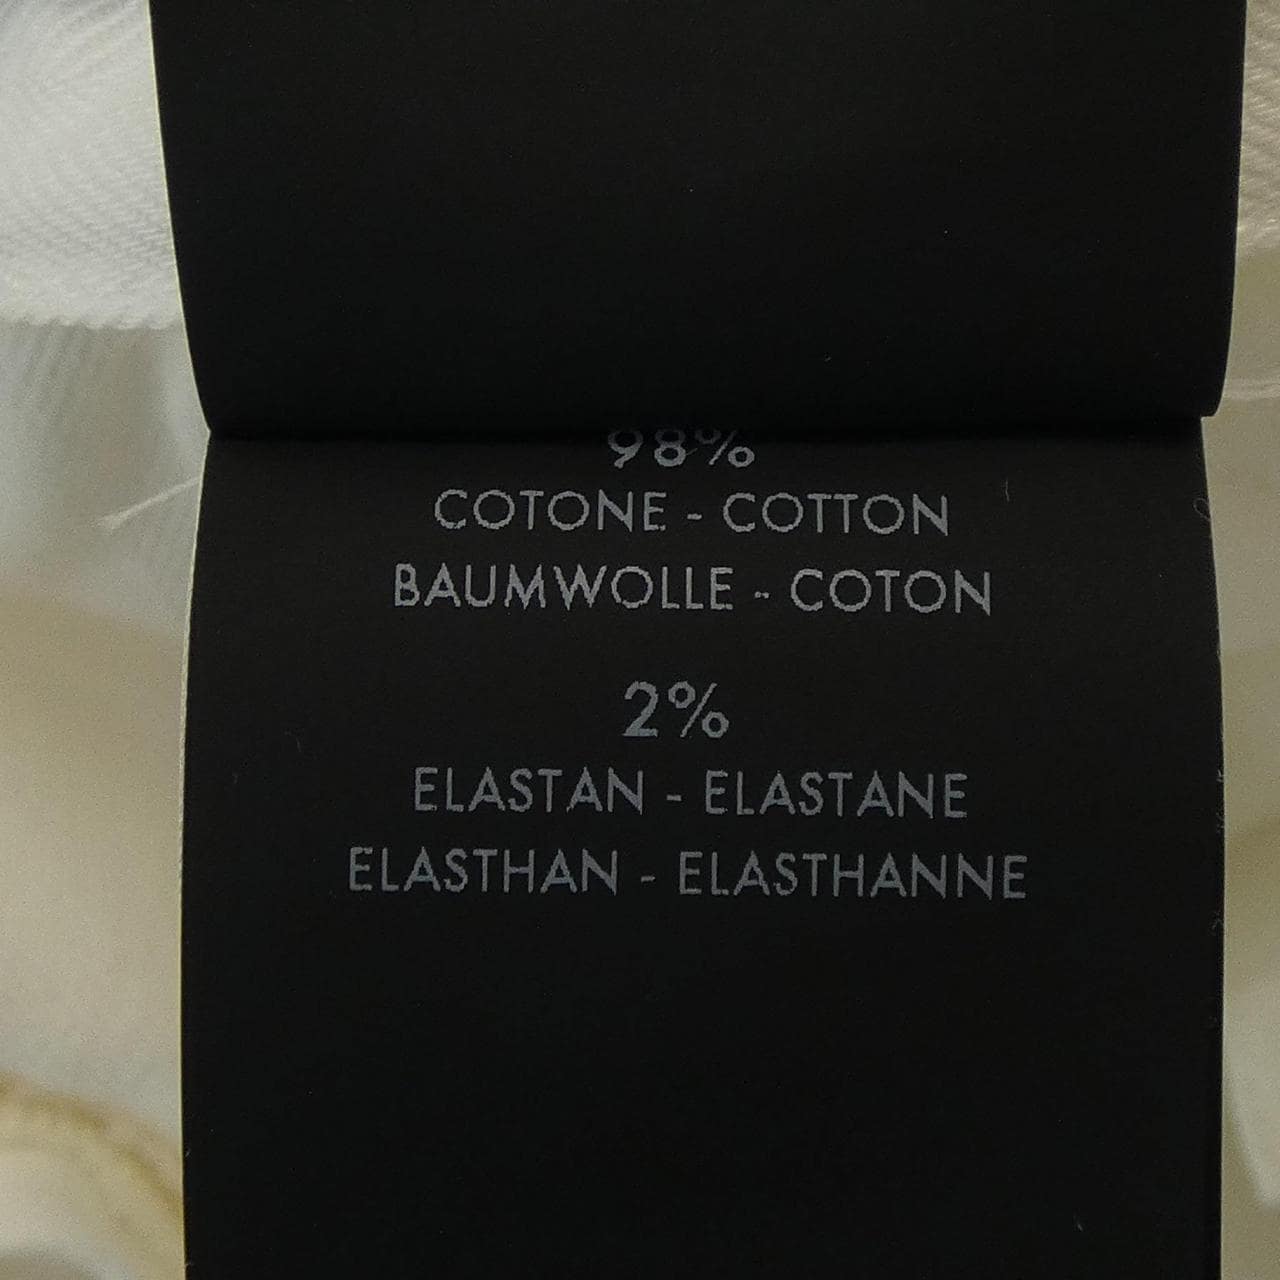 98%
COTONE - COTTON
BAUMWOLLE - COTON
2%
ELASTAN - ELASTANE
ELASTHAN - ELASTHANNE